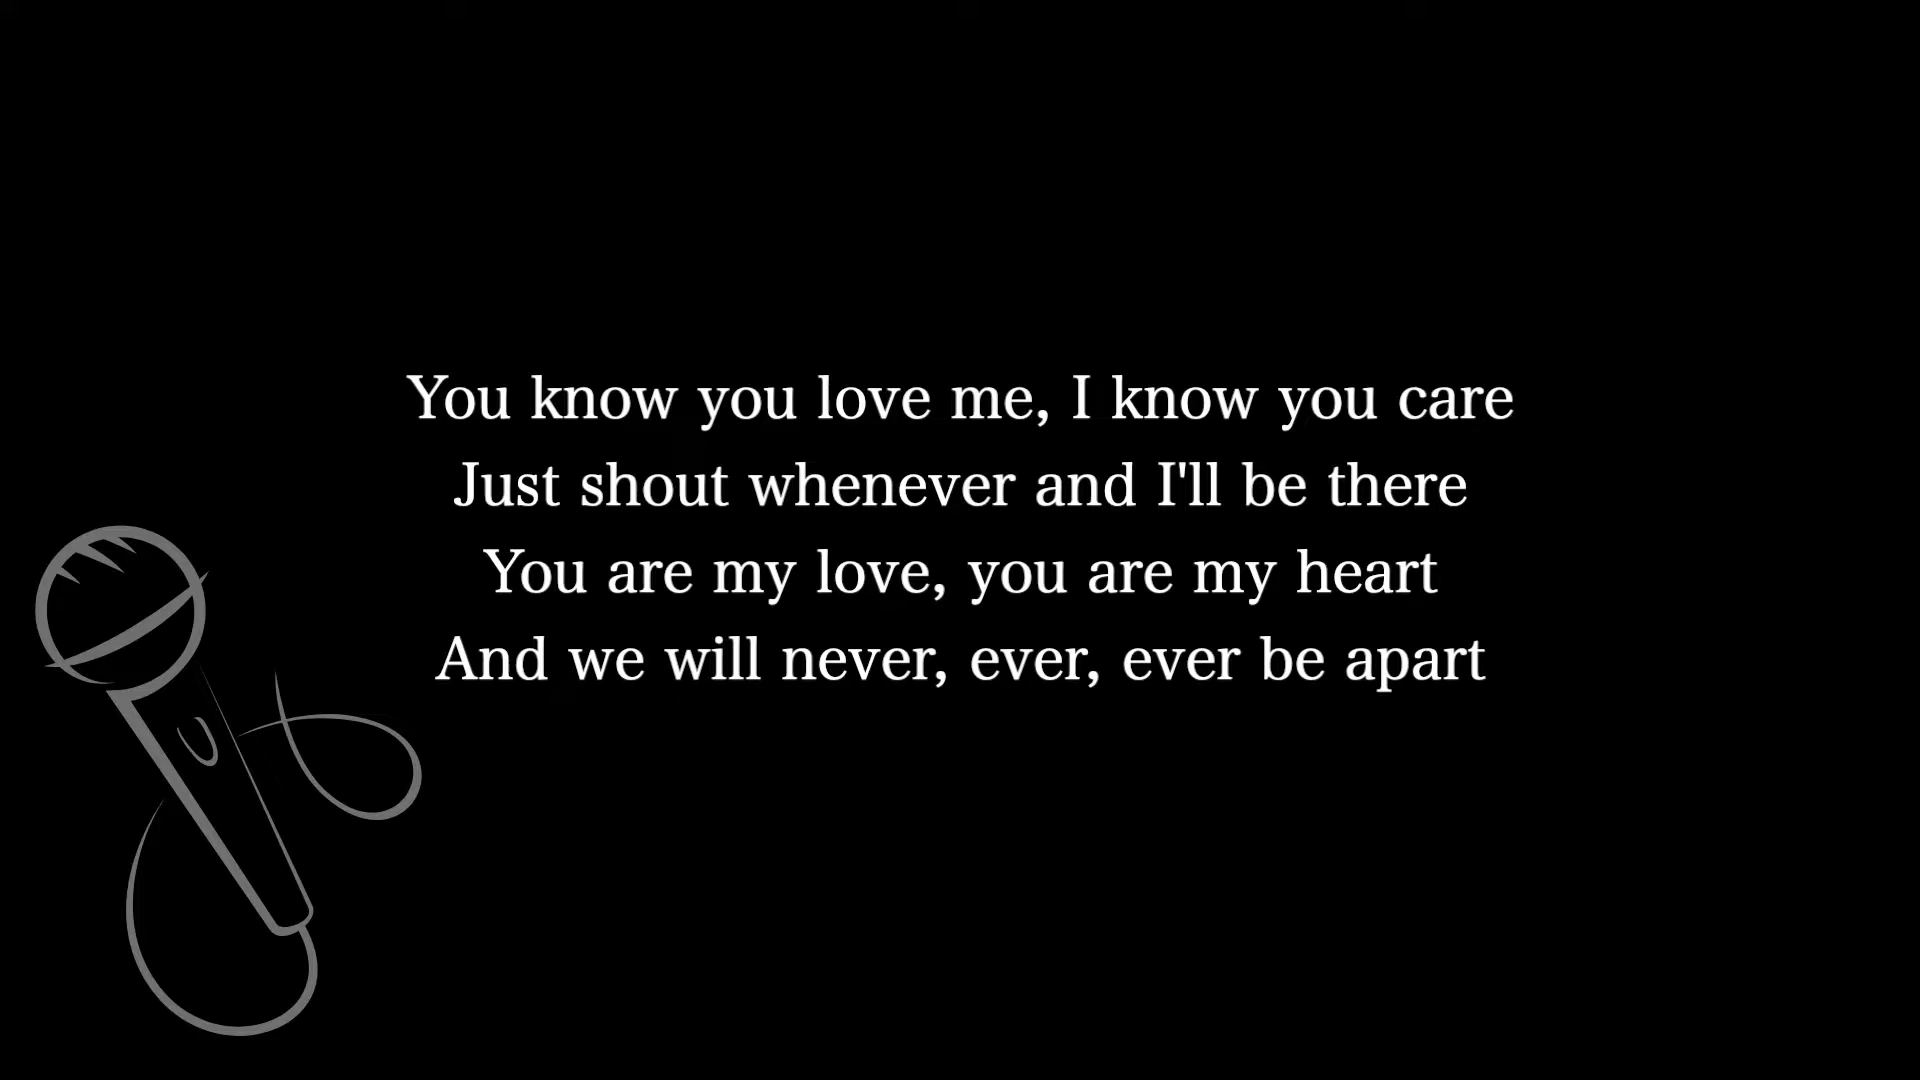 You know you love me, I know you care
Just shout whenever and I'll be there
You are my love, you are my heart
And we will never, ever, ever be apart